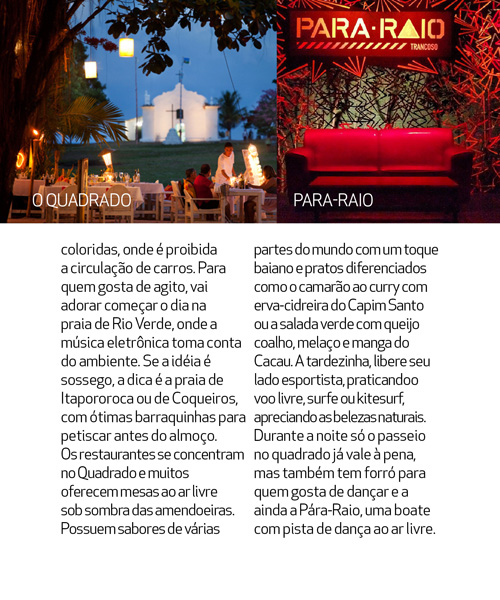 PARA-RAIO
TRANCOSO
O QUADRADO
PARA-RAIO
coloridas, onde é proibida
a circulação de carros. Para
quem gosta de agito, vai
adorar começar o dia na
praia de Rio Verde, onde a
música eletrônica toma conta
do ambiente. Se a idéia é
sossego, a dica é a praia de
Itapororoca ou de Coqueiros,
com ótimas barraquinhas para
petiscar antes do almoço.
Os restaurantes se concentram
no Quadrado e muitos
oferecem mesas ao ar livre
sob sombra das amendoeiras.
Possuem sabores de várias
partes do mundo com um toque
baiano e pratos diferenciados
como o camarão ao curry com
erva-cidreira do Capim Santo
ou a salada verde com queijo
coalho, melaço e manga do
Cacau. A tardezinha, libere seu
lado esportista, praticandoo
voo livre, surfe ou kitesurf,
apreciando as belezas naturais.
Durante a noite só o passeio
no quadrado já vale à pena,
mas também tem forró para
quem gosta de dançar e a
ainda a Pára-Raio, uma boate
com pista de dança ao ar livre.